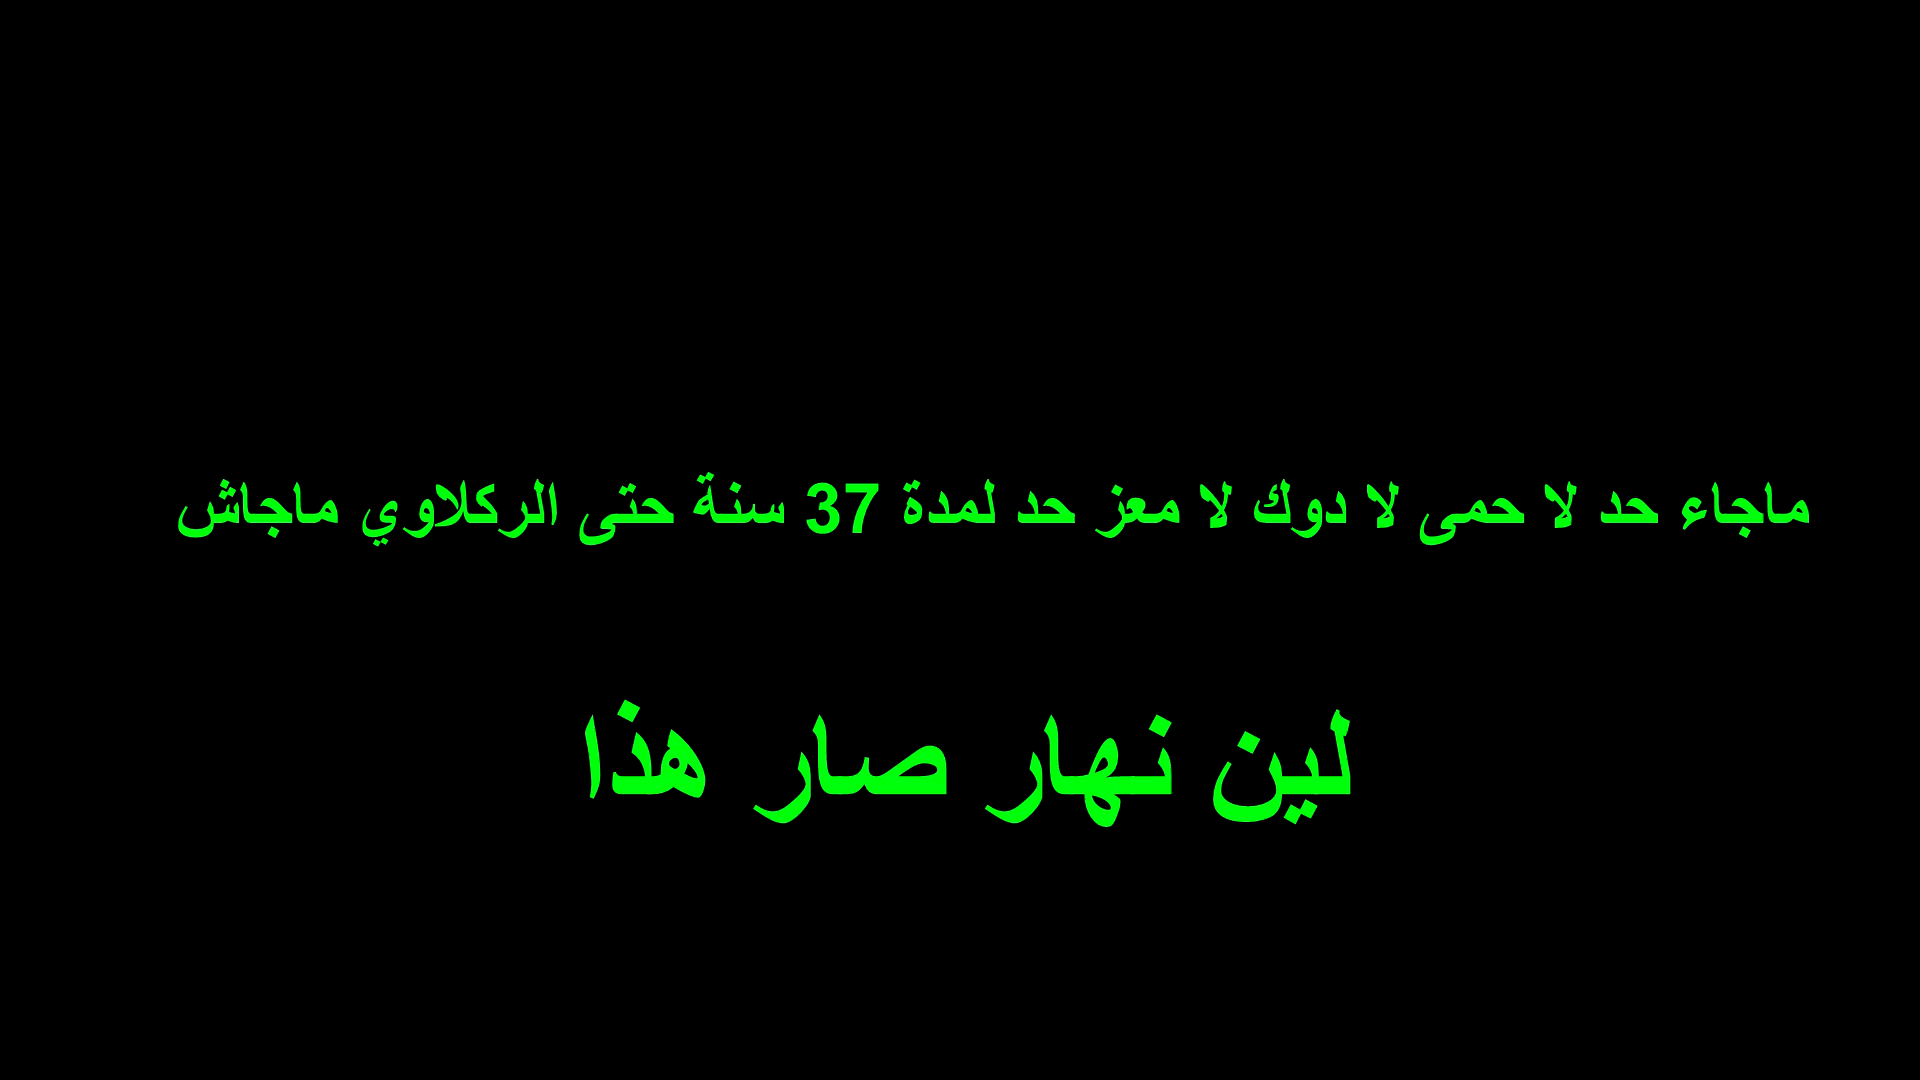 ماجاء حد لا حمى لا دوك لا معز حد لمدة 37 سنة حتى الركلاوي ماجاش
لين نهار صار هذا